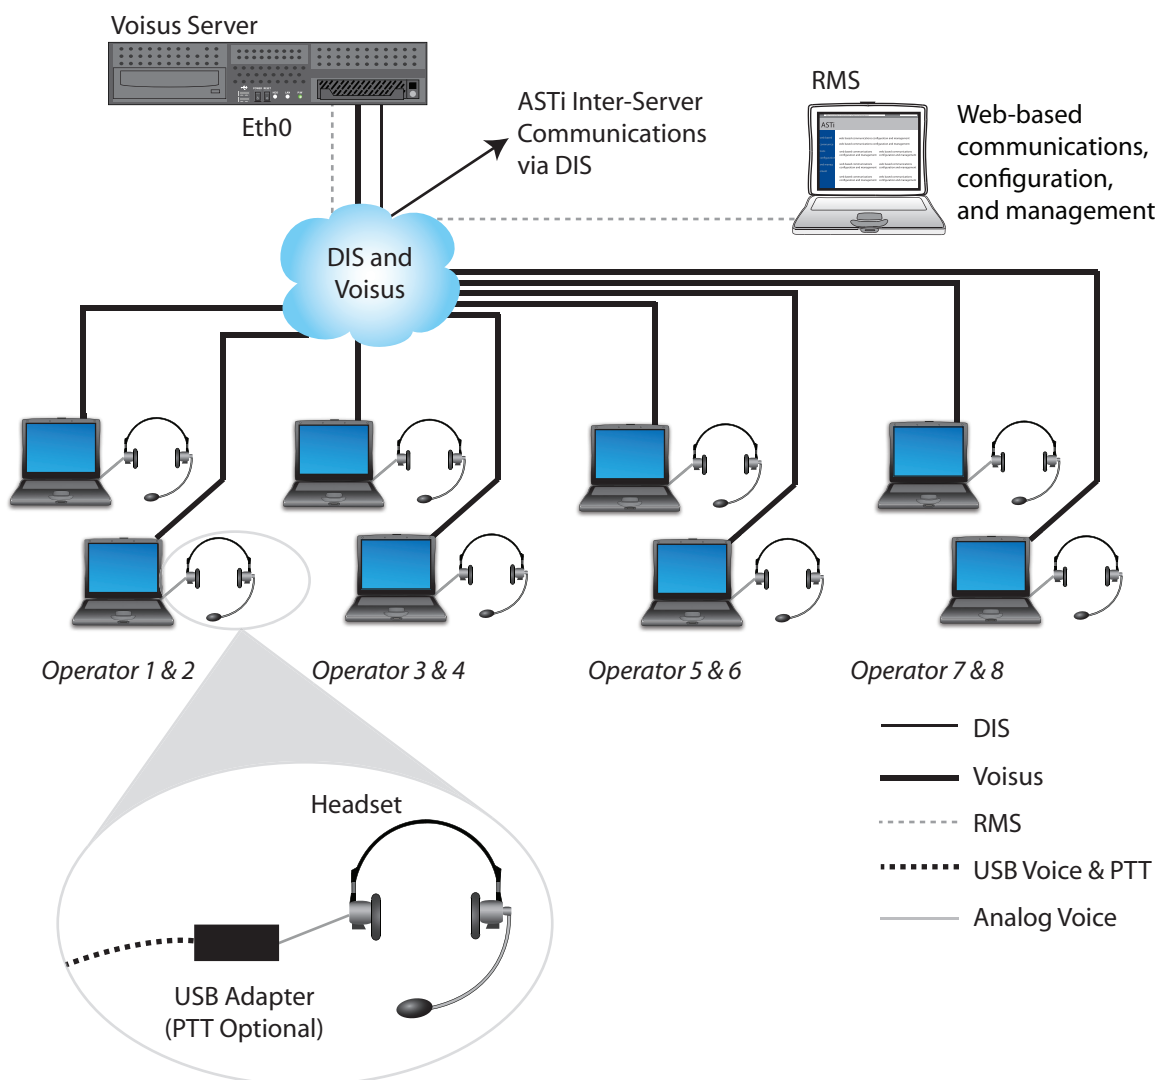 Voisus Server
Eth0
ASTi Inter-Server
Communications
via DIS
RMS
ASTi
Web-based
communications,
configuration,
and management
DIS and
Voisus
Operator 1 & 2
Operator 3 & 4
Operator 5 & 6
Operator 7 & 8
DIS
Voisus
RMS
USB Voice & PTT
Analog Voice
Headset
USB Adapter
(PTT Optional)